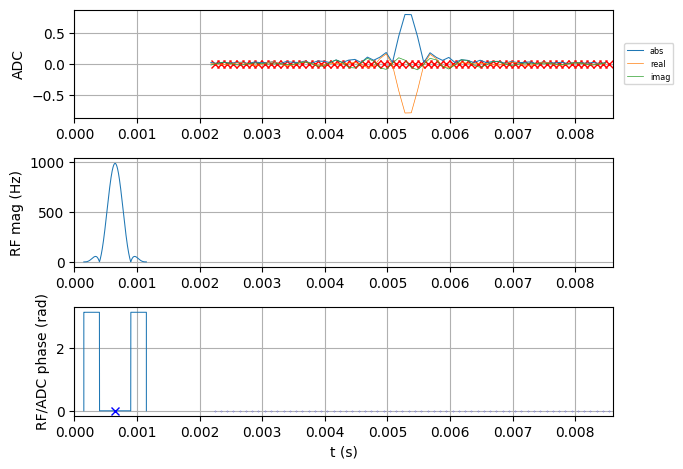 ADC
0.5
0.0
−0.5
0.000 0.001 0.002 0.003 0.004 0.005 0.006 0.007 0.008
abs
real
imag
RF mag (Hz)
1000
500
0
0.000 0.001 0.002 0.003 0.004 0.005 0.006 0.007 0.008
RF/ADC phase (rad)
2
0
0.000 0.001 0.002 0.003 0.004 0.005 0.006 0.007 0.008
t (s)